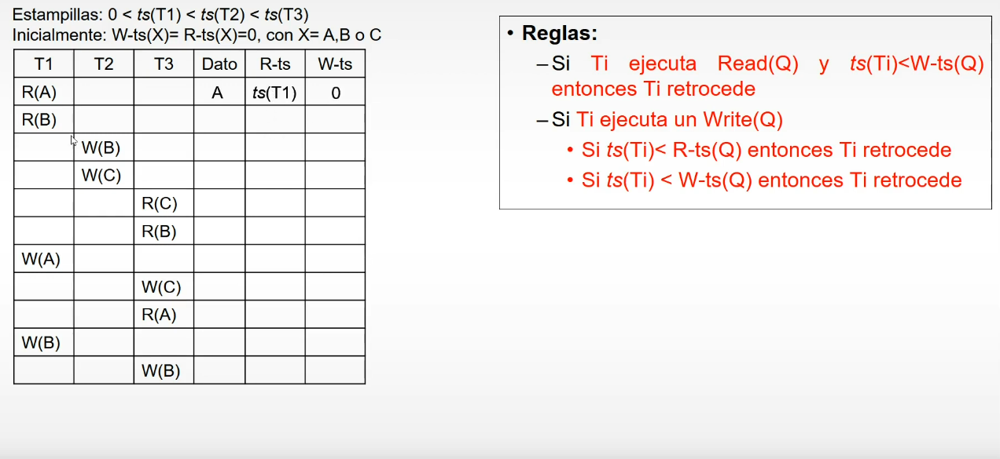 Estampillas: 0 < ts(T1) < ts(T2) < ts(T3)
Inicialmente: W-ts(X)= R-ts(X)=0, con X= A,B o C
T1 T2 T3 Dato R-ts W-ts
R(A) A ts(T1) 0
R(B)
W(B)
W(C)
R(C)
R(B)
W(A)
W(C)
R(A)
W(B)
W(B)
• Reglas:
– Si Ti ejecuta Read(Q) y ts(Ti)<W-ts(Q)
entonces Ti retrocede
– Si Ti ejecuta un Write(Q)
• Si ts(Ti)< R-ts(Q) entonces Ti retrocede
• Si ts(Ti) < W-ts(Q) entonces Ti retrocede